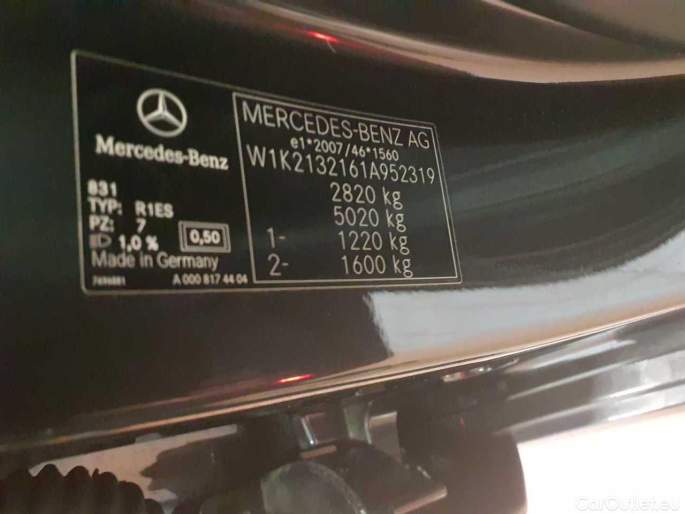 Mercedes-Benz
831
TYP: R1ES
PZ: 7
1,0 %
0,50
Made in Germany
A 000 817 44 04
MERCEDES-BENZ AG
e1*2007/46*1560
W1K2132161A952319
2820 kg
5020 kg
1- 1220 kg
2- 1600 kg
CarOutlet.eu